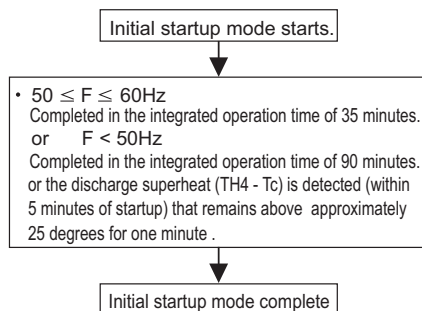 Initial startup mode starts.
• 50 ≤ F ≤ 60Hz
Completed in the integrated operation time of 35 minutes.
or F < 50Hz
Completed in the integrated operation time of 90 minutes.
or the discharge superheat (TH4 - Tc) is detected (within
5 minutes of startup) that remains above approximately
25 degrees for one minute .
Initial startup mode complete